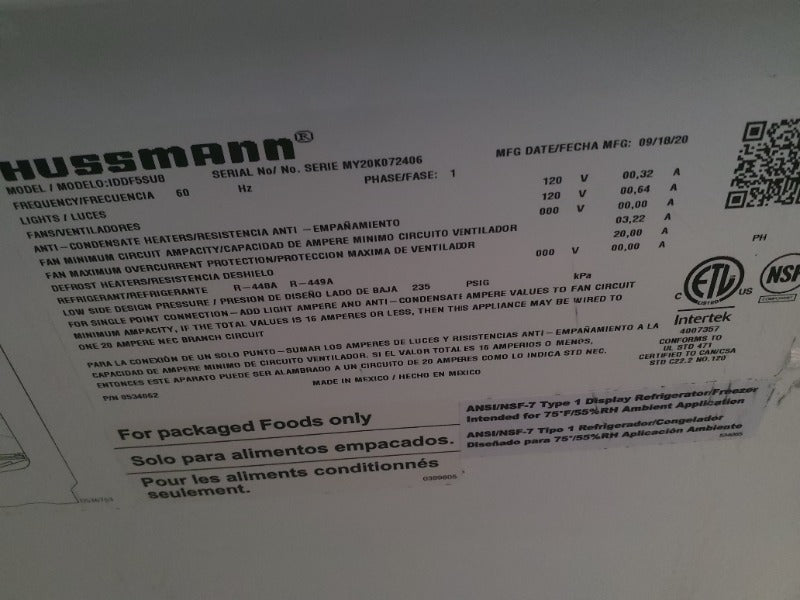 HUSSMANN®
MODEL / MODELO:IDDF5SU8 SERIAL No/ No. SERIE MY20K072406 MFG DATE/FECHA MFG: 09/18/20
FREQUENCY/FRECUENCIA 60 Hz PHASE/FASE: 1
LIGHTS / LUCES 120 V 00,32 A
FANS/VENTILADORES 120 V 00,64 A
ANTI-CONDENSATE HEATERS/RESISTENCIA ANTI-EMPAÑAMIENTO 000 V 00,00 A
FAN MINIMUM CIRCUIT AMPACITY/CAPACIDAD DE AMPERE MINIMO CIRCUITO VENTILADOR 03,22 A
FAN MAXIMUM OVERCURRENT PROTECTION/PROTECCION MAXIMA DE VENTILADOR 20,00 A
DEFROST HEATERS/RESISTENCIA DESHIELO 000 V 00,00 A
REFRIGERANT/REFRIGERANTE R-448A R-449A
LOW SIDE DESIGN PRESSURE / PRESION DE DISEÑO LADO DE BAJA 235 PSIG kPa
FOR SINGLE POINT CONNECTION-ADD LIGHT AMPERE AND ANTI-CONDENSATE AMPERE VALUES TO FAN CIRCUIT
MINIMUM AMPACITY, IF THE TOTAL VALUES IS 16 AMPERES OR LESS, THEN THIS APPLIANCE MAY BE WIRED TO
ONE 20 AMPERE NEC BRANCH CIRCUIT
PARA LA CONEXIÓN DE UN SOLO PUNTO-SUMAR LOS AMPERES DE LUCES Y RESISTENCIAS ANTI-EMPAÑAMIENTO A LA
CAPACIDAD DE AMPERE MINIMO DE CIRCUITO VENTILADOR. SI EL VALOR TOTALES 16 AMPERIOS O MENOS,
ENTONCES ESTE APARATO PUEDE SER ALAMBRADO A UN CIRCUITO DE 20 AMPERES COMO LO INDICA STD NEC.
MADE IN MEXICO / HECHO EN MEXICO
P/N 0534062
PH
C ETL US
LISTED
NSF
Intertek
4007357
CONFORMS TO
UL STD 471
CERTIFIED TO CAN/CSA
STD C22.2 NO.120
For packaged Foods only
Solo para alimentos empacados.
Pour les aliments conditionnés
seulement.
0389805
ANSI/NSF-7 Type 1 Display Refrigerator/Freezer
Intended for 75°F/55%RH Ambient Application
ANSI/NSF-7 Tipo 1 Refrigerador/Congelador
Diseñado para 75°/55%RH Aplicación Ambiente